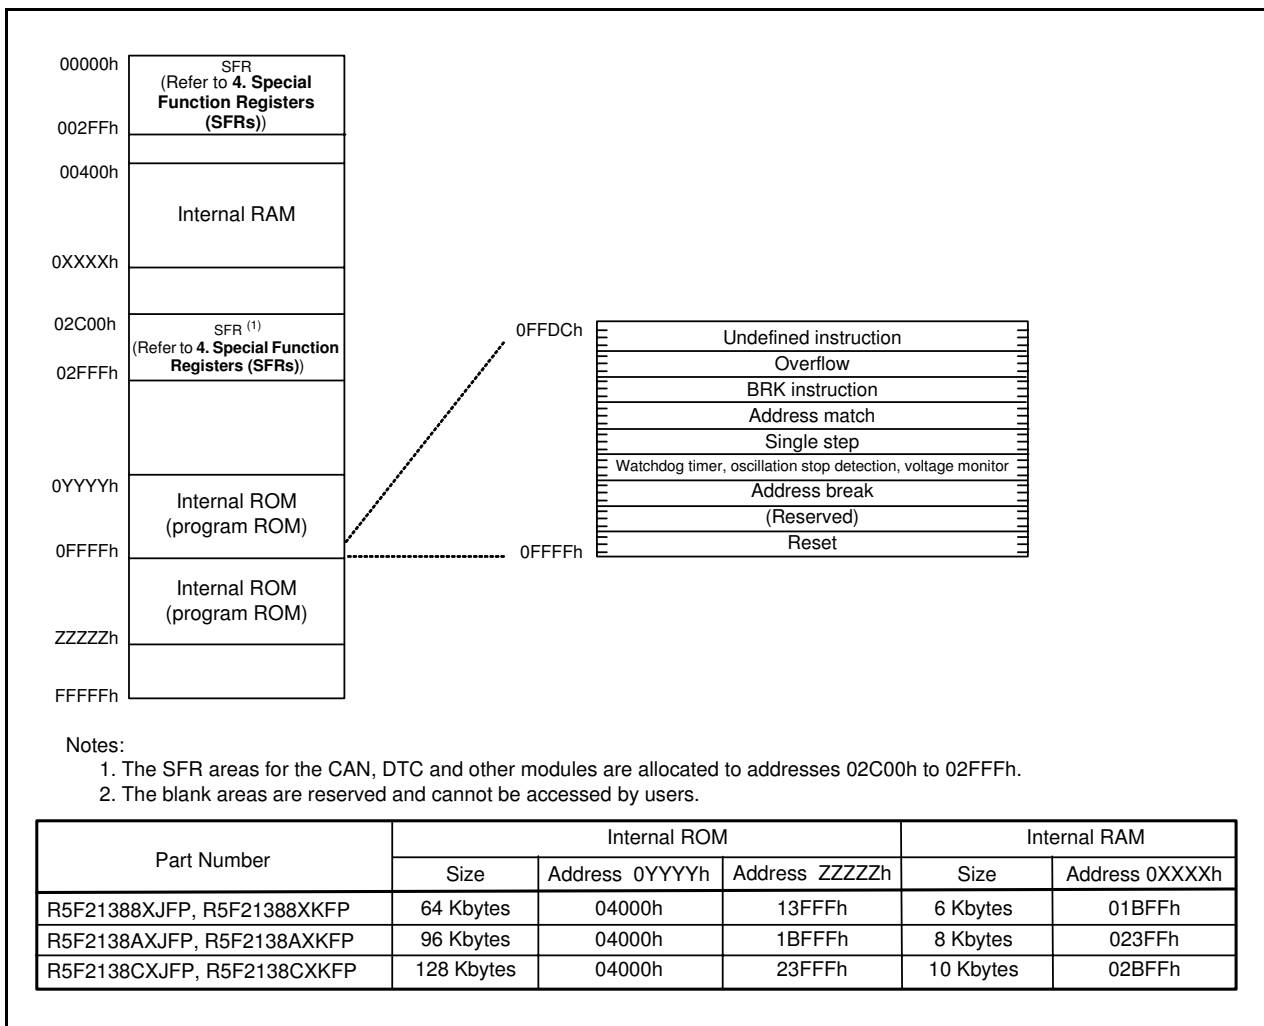 00000h
SFR
(Refer to 4. Special
Function Registers
(SFRs))
002FFh
00400h
Internal RAM
0XXXXh
02C00h
SFR (1)
(Refer to 4. Special Function
Registers (SFRs))
02FFFh
0YYYYh
Internal ROM
(program ROM)
0FFFFh
Internal ROM
(program ROM)
ZZZZZh
FFFFFh
0FFDCh
Undefined instruction
Overflow
BRK instruction
Address match
Single step
Watchdog timer, oscillation stop detection, voltage monitor
Address break
(Reserved)
Reset
0FFFFh
Notes:
1. The SFR areas for the CAN, DTC and other modules are allocated to addresses 02C00h to 02FFFh.
2. The blank areas are reserved and cannot be accessed by users.
Part Number Internal ROM Internal RAM
Size Address 0YYYYh Address ZZZZZh Size Address 0XXXXh
R5F21388XJFP, R5F21388XKFP 64 Kbytes 04000h 13FFFh 6 Kbytes 01BFFh
R5F2138AXJFP, R5F2138AXKFP 96 Kbytes 04000h 1BFFFh 8 Kbytes 023FFh
R5F2138CXJFP, R5F2138CXKFP 128 Kbytes 04000h 23FFFh 10 Kbytes 02BFFh